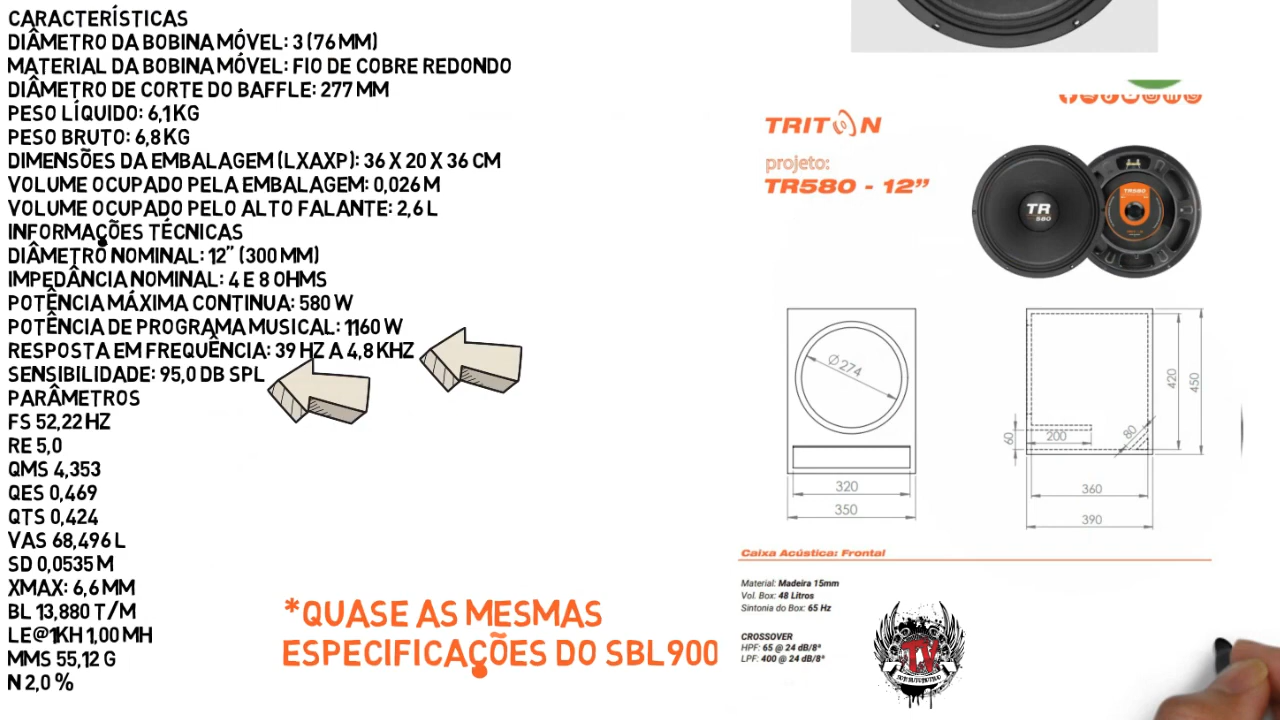 CARACTERÍSTICAS
DIÂMETRO DA BOBINA MÓVEL: 3 (76 MM)
MATERIAL DA BOBINA MÓVEL: FIO DE COBRE REDONDO
DIÂMETRO DE CORTE DO BAFFLE: 277 MM
PESO LÍQUIDO: 6,1 KG
PESO BRUTO: 6,8 KG
DIMENSÕES DA EMBALAGEM (LXAXP): 36 X 20 X 36 CM
VOLUME OCUPADO PELA EMBALAGEM: 0,026 M
VOLUME OCUPADO PELO ALTO FALANTE: 2,6 L
INFORMAÇÕES TÉCNICAS
DIÂMETRO NOMINAL: 12" (300 MM)
IMPEDÂNCIA NOMINAL: 4 E 8 OHMS
POTÊNCIA MÁXIMA CONTINUA: 580 W
POTÊNCIA DE PROGRAMA MUSICAL: 1160 W
RESPOSTA EM FREQUÊNCIA: 39 HZ A 4,8 KHZ
SENSIBILIDADE: 95,0 DB SPL
PARÂMETROS
FS 52,22 HZ
RE 5,0
QMS 4,353
QES 0,469
QTS 0,424
VAS 68,496 L
SD 0,0535 M
XMAX: 6,6 MM
BL 13,880 T/M
LE@1KH 1,00 MH
MMS 55,12 G
N 2,0 %
*QUASE AS MESMAS
ESPECIFICAÇÕES DO SBL900
TRITON
projeto:
TR580 - 12"
TR
580
TR580
Ø 274
320
350
60
200
80
420
450
360
390
Caixa Acústica: Frontal
Material: Madeira 15mm
Vol. Box: 48 Litros
Sintonia do Box: 65 Hz
CROSSOVER
HPF: 65 @ 24 dB/8ª
LPF: 400 @ 24 dB/8ª
TV
SOM AUTOMOTIVO